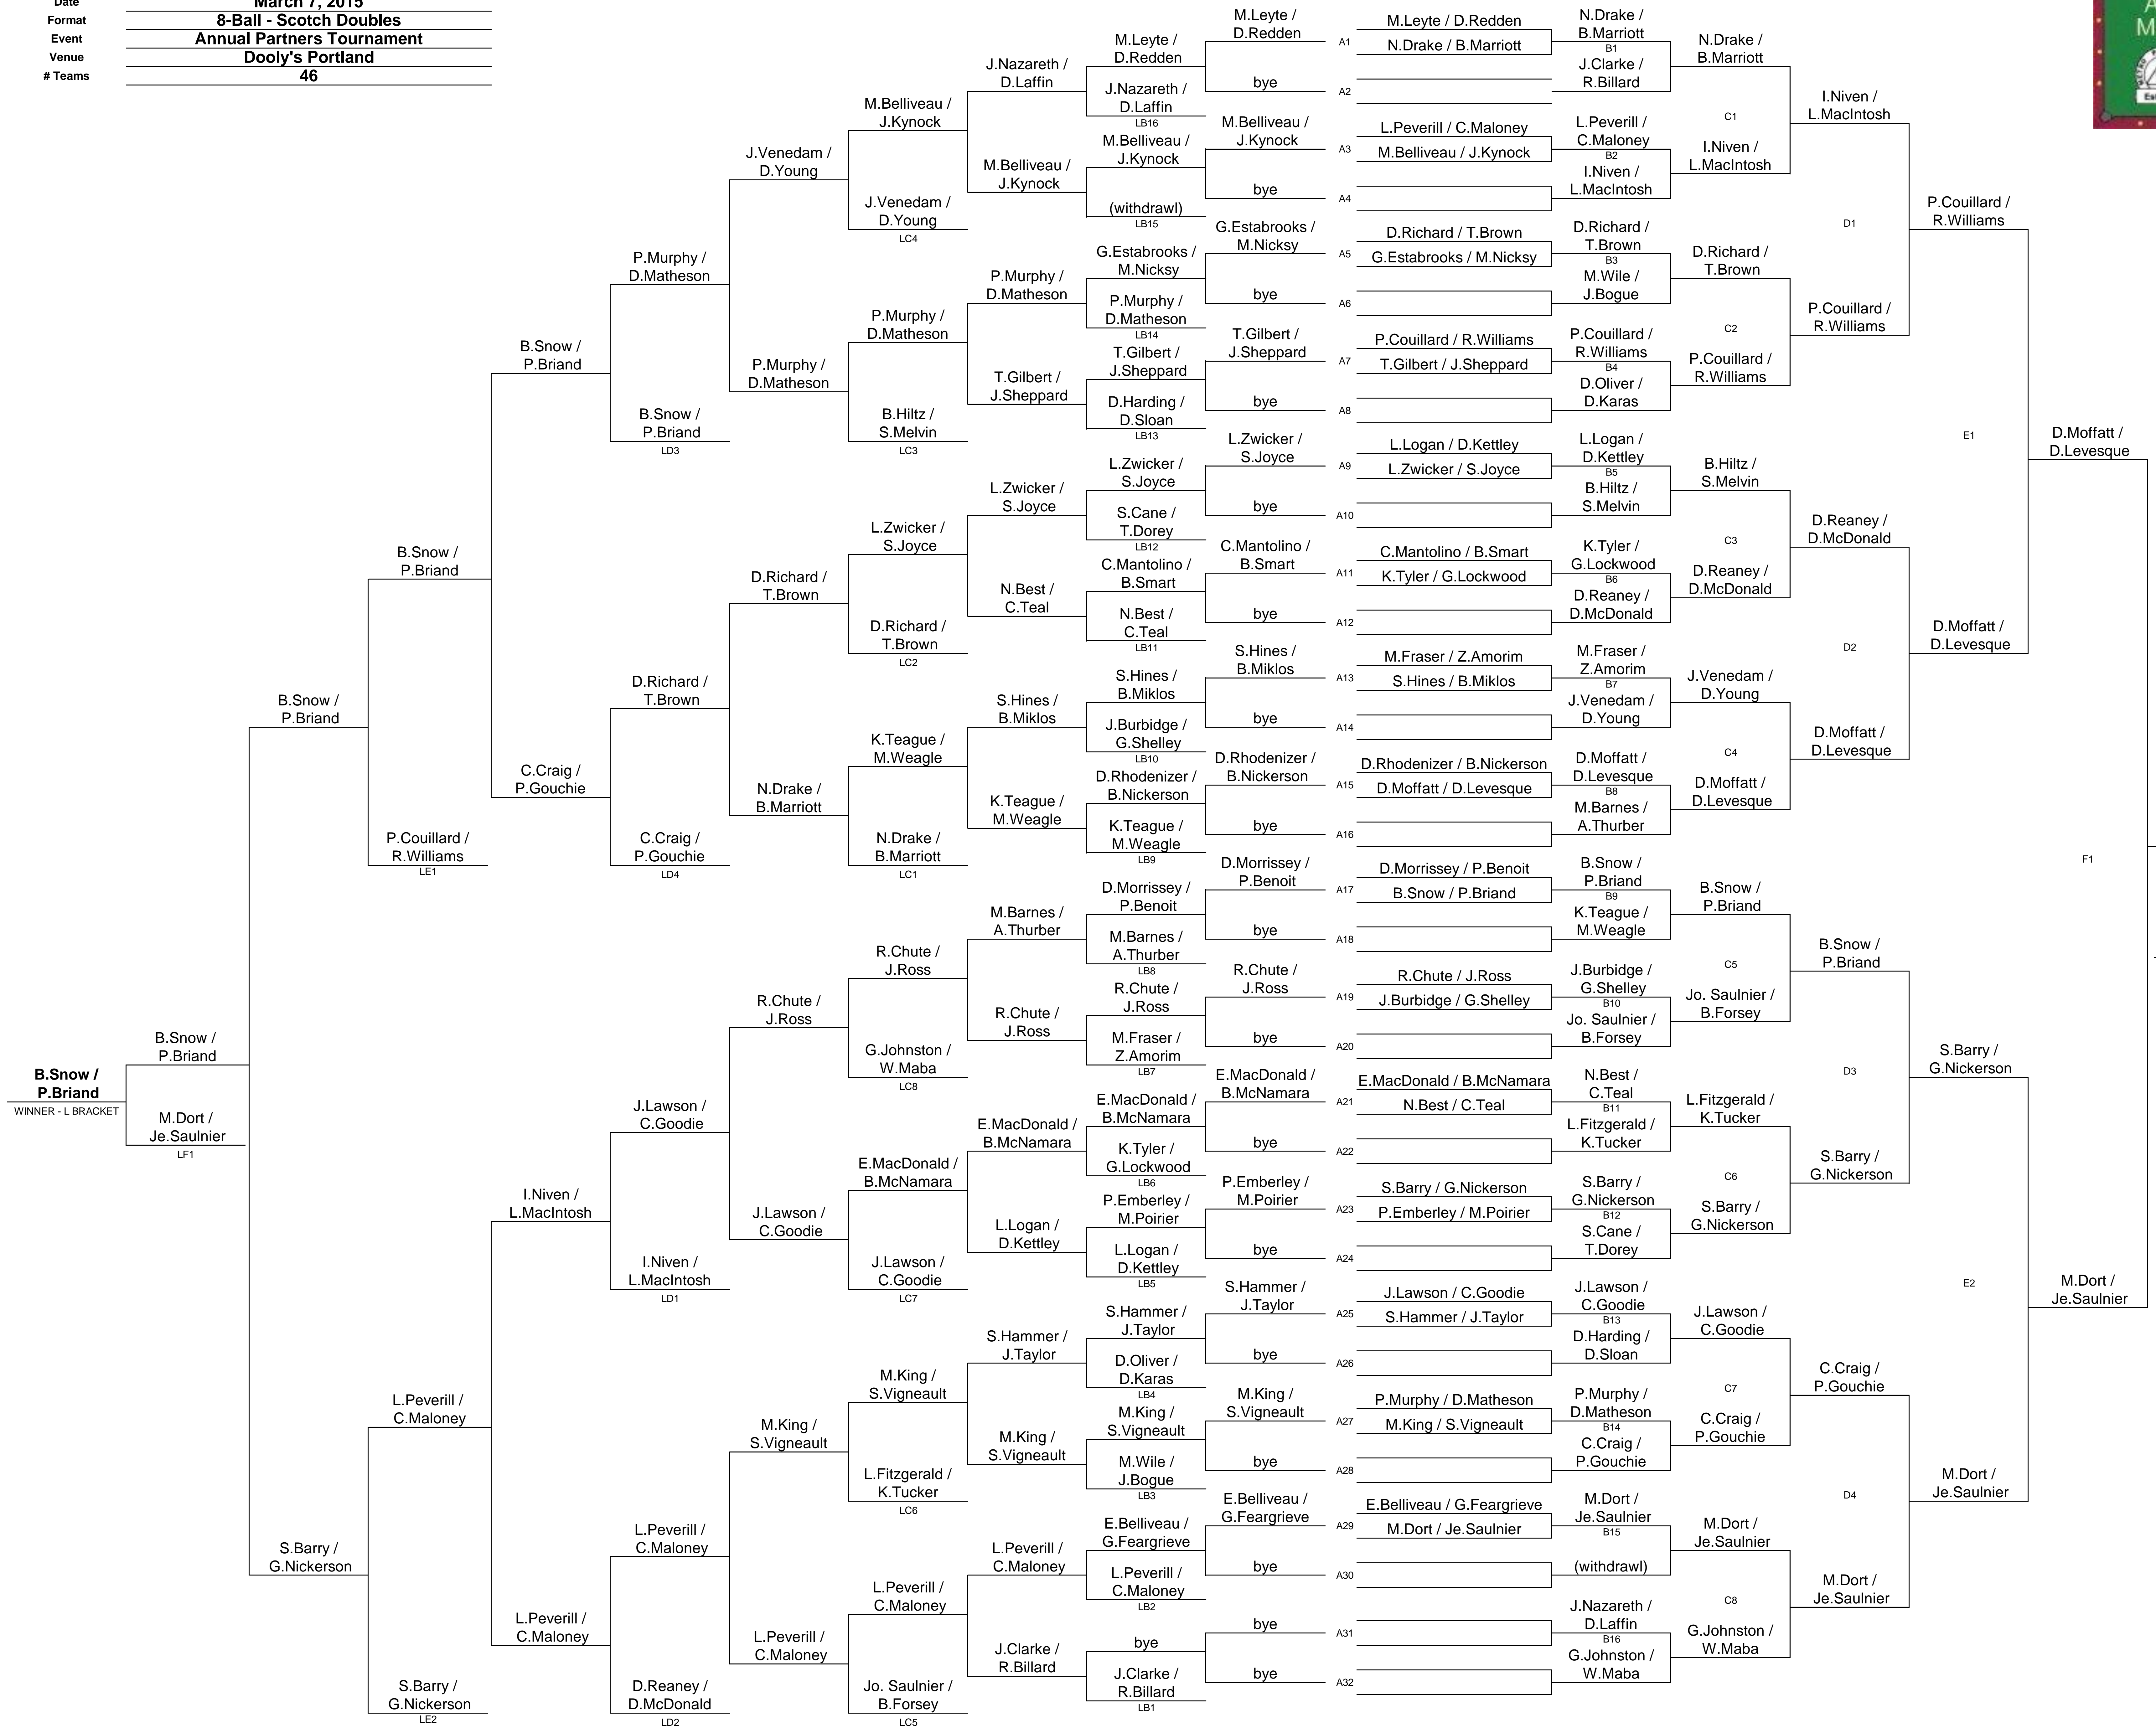 Date March 7, 2015
Format 8-Ball - Scotch Doubles
Event Annual Partners Tournament
Venue Dooly's Portland
# Teams 46
B.Snow /
P.Briand
WINNER - L BRACKET
B.Snow /
P.Briand
M.Dort /
Je.Saulnier
LF1
B.Snow /
P.Briand
S.Barry /
G.Nickerson
B.Snow /
P.Briand
P.Couillard /
R.Williams
LE1
L.Peverill /
C.Maloney
S.Barry /
G.Nickerson
LE2
B.Snow /
P.Briand
C.Craig /
P.Gouchie
I.Niven /
L.MacIntosh
L.Peverill /
C.Maloney
P.Murphy /
D.Matheson
B.Snow /
P.Briand
LD3
D.Richard /
T.Brown
C.Craig /
P.Gouchie
LD4
J.Lawson /
C.Goodie
I.Niven /
L.MacIntosh
LD1
L.Peverill /
C.Maloney
D.Reaney /
D.McDonald
LD2
J.Venedam /
D.Young
P.Murphy /
D.Matheson
D.Richard /
T.Brown
N.Drake /
B.Marriott
R.Chute /
J.Ross
J.Lawson /
C.Goodie
M.King /
S.Vigneault
L.Peverill /
C.Maloney
M.Belliveau /
J.Kynock
J.Venedam /
D.Young
LC4
P.Murphy /
D.Matheson
B.Hiltz /
S.Melvin
LC3
L.Zwicker /
S.Joyce
D.Richard /
T.Brown
LC2
K.Teague /
M.Weagle
N.Drake /
B.Marriott
LC1
R.Chute /
J.Ross
G.Johnston /
W.Maba
LC8
E.MacDonald /
B.McNamara
J.Lawson /
C.Goodie
LC7
M.King /
S.Vigneault
L.Fitzgerald /
K.Tucker
LC6
L.Peverill /
C.Maloney
Jo. Saulnier /
B.Forsey
LC5
J.Nazareth /
D.Laffin
M.Belliveau /
J.Kynock
P.Murphy /
D.Matheson
T.Gilbert /
J.Sheppard
L.Zwicker /
S.Joyce
N.Best /
C.Teal
S.Hines /
B.Miklos
K.Teague /
M.Weagle
M.Barnes /
A.Thurber
R.Chute /
J.Ross
E.MacDonald /
B.McNamara
L.Logan /
D.Kettley
S.Hammer /
J.Taylor
M.King /
S.Vigneault
L.Peverill /
C.Maloney
J.Clarke /
R.Billard
M.Leyte /
D.Redden
J.Nazareth /
D.Laffin
LB16
M.Belliveau /
J.Kynock
(withdrawl)
LB15
G.Estabrooks /
M.Nicksy
P.Murphy /
D.Matheson
LB14
T.Gilbert /
J.Sheppard
D.Harding /
D.Sloan
LB13
L.Zwicker /
S.Joyce
S.Cane /
T.Dorey
LB12
C.Mantolino /
B.Smart
N.Best /
C.Teal
LB11
S.Hines /
B.Miklos
J.Burbidge /
G.Shelley
LB10
D.Rhodenizer /
B.Nickerson
K.Teague /
M.Weagle
LB9
D.Morrissey /
P.Benoit
M.Barnes /
A.Thurber
LB8
R.Chute /
J.Ross
M.Fraser /
Z.Amorim
LB7
E.MacDonald /
B.McNamara
K.Tyler /
G.Lockwood
LB6
P.Emberley /
M.Poirier
L.Logan /
D.Kettley
LB5
S.Hammer /
J.Taylor
D.Oliver /
D.Karas
LB4
M.King /
S.Vigneault
M.Wile /
J.Bogue
LB3
E.Belliveau /
G.Feargrieve
L.Peverill /
C.Maloney
LB2
bye
J.Clarke /
R.Billard
LB1
M.Leyte /
D.Redden
bye
M.Belliveau /
J.Kynock
bye
G.Estabrooks /
M.Nicksy
bye
T.Gilbert /
J.Sheppard
bye
L.Zwicker /
S.Joyce
bye
C.Mantolino /
B.Smart
bye
S.Hines /
B.Miklos
bye
D.Rhodenizer /
B.Nickerson
bye
D.Morrissey /
P.Benoit
bye
R.Chute /
J.Ross
bye
E.MacDonald /
B.McNamara
bye
P.Emberley /
M.Poirier
bye
S.Hammer /
J.Taylor
bye
M.King /
S.Vigneault
bye
E.Belliveau /
G.Feargrieve
bye
bye
bye
A1
A2
A3
A4
A5
A6
A7
A8
A9
A10
A11
A12
A13
A14
A15
A16
A17
A18
A19
A20
A21
A22
A23
A24
A25
A26
A27
A28
A29
A30
A31
A32
M.Leyte / D.Redden
N.Drake / B.Marriott
L.Peverill / C.Maloney
M.Belliveau / J.Kynock
D.Richard / T.Brown
G.Estabrooks / M.Nicksy
P.Couillard / R.Williams
T.Gilbert / J.Sheppard
L.Logan / D.Kettley
L.Zwicker / S.Joyce
C.Mantolino / B.Smart
K.Tyler / G.Lockwood
M.Fraser / Z.Amorim
S.Hines / B.Miklos
D.Rhodenizer / B.Nickerson
D.Moffatt / D.Levesque
D.Morrissey / P.Benoit
B.Snow / P.Briand
R.Chute / J.Ross
J.Burbidge / G.Shelley
E.MacDonald / B.McNamara
N.Best / C.Teal
S.Barry / G.Nickerson
P.Emberley / M.Poirier
J.Lawson / C.Goodie
S.Hammer / J.Taylor
P.Murphy / D.Matheson
M.King / S.Vigneault
E.Belliveau / G.Feargrieve
M.Dort / Je.Saulnier
N.Drake /
B.Marriott
B1
J.Clarke /
R.Billard
L.Peverill /
C.Maloney
B2
I.Niven /
L.MacIntosh
D.Richard /
T.Brown
B3
M.Wile /
J.Bogue
P.Couillard /
R.Williams
B4
D.Oliver /
D.Karas
L.Logan /
D.Kettley
B5
B.Hiltz /
S.Melvin
K.Tyler /
G.Lockwood
B6
D.Reaney /
D.McDonald
M.Fraser /
Z.Amorim
B7
J.Venedam /
D.Young
D.Moffatt /
D.Levesque
B8
M.Barnes /
A.Thurber
B.Snow /
P.Briand
B9
K.Teague /
M.Weagle
J.Burbidge /
G.Shelley
B10
Jo. Saulnier /
B.Forsey
N.Best /
C.Teal
B11
L.Fitzgerald /
K.Tucker
S.Barry /
G.Nickerson
B12
S.Cane /
T.Dorey
J.Lawson /
C.Goodie
B13
D.Harding /
D.Sloan
P.Murphy /
D.Matheson
B14
C.Craig /
P.Gouchie
M.Dort /
Je.Saulnier
B15
(withdrawl)
J.Nazareth /
D.Laffin
B16
G.Johnston /
W.Maba
N.Drake /
B.Marriott
C1
I.Niven /
L.MacIntosh
D.Richard /
T.Brown
C2
P.Couillard /
R.Williams
B.Hiltz /
S.Melvin
C3
D.Reaney /
D.McDonald
J.Venedam /
D.Young
C4
D.Moffatt /
D.Levesque
B.Snow /
P.Briand
C5
Jo. Saulnier /
B.Forsey
L.Fitzgerald /
K.Tucker
C6
S.Barry /
G.Nickerson
J.Lawson /
C.Goodie
C7
C.Craig /
P.Gouchie
M.Dort /
Je.Saulnier
C8
G.Johnston /
W.Maba
I.Niven /
L.MacIntosh
D1
P.Couillard /
R.Williams
D.Reaney /
D.McDonald
D2
D.Moffatt /
D.Levesque
B.Snow /
P.Briand
D3
S.Barry /
G.Nickerson
C.Craig /
P.Gouchie
D4
M.Dort /
Je.Saulnier
P.Couillard /
R.Williams
E1
D.Moffatt /
D.Levesque
S.Barry /
G.Nickerson
E2
M.Dort /
Je.Saulnier
D.Moffatt /
D.Levesque
F1
M.Dort /
Je.Saulnier